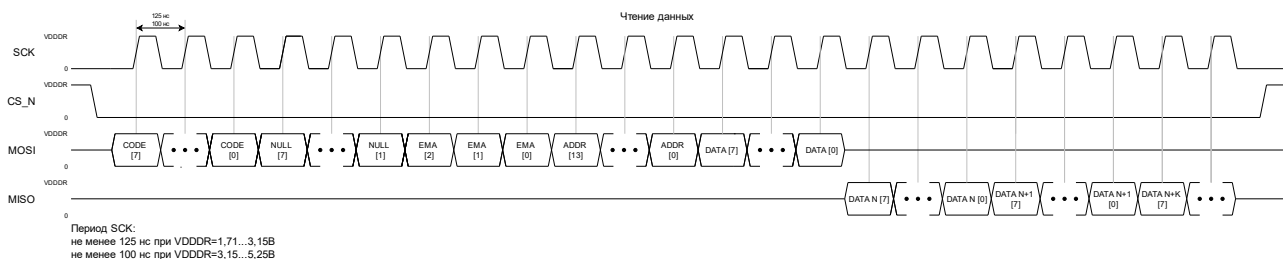 Чтение данных
125 нс
100 нс
SCK
VDDDR
0
CS_N
VDDDR
0
MOSI
VDDDR
0
CODE [7] • • • CODE [0] NULL [7] • • • NULL [1] EMA [2] EMA [1] EMA [0] ADDR [13] • • • ADDR [0] DATA [7] • • • DATA [0]
MISO
VDDDR
0
DATA N [7] • • • DATA N [0] DATA N+1 [7] • • • DATA N+1 [0] DATA N+K [7] • • •
Период SCK:
не менее 125 нс при VDDDR=1,71...3,15В
не менее 100 нс при VDDDR=3,15...5,25В